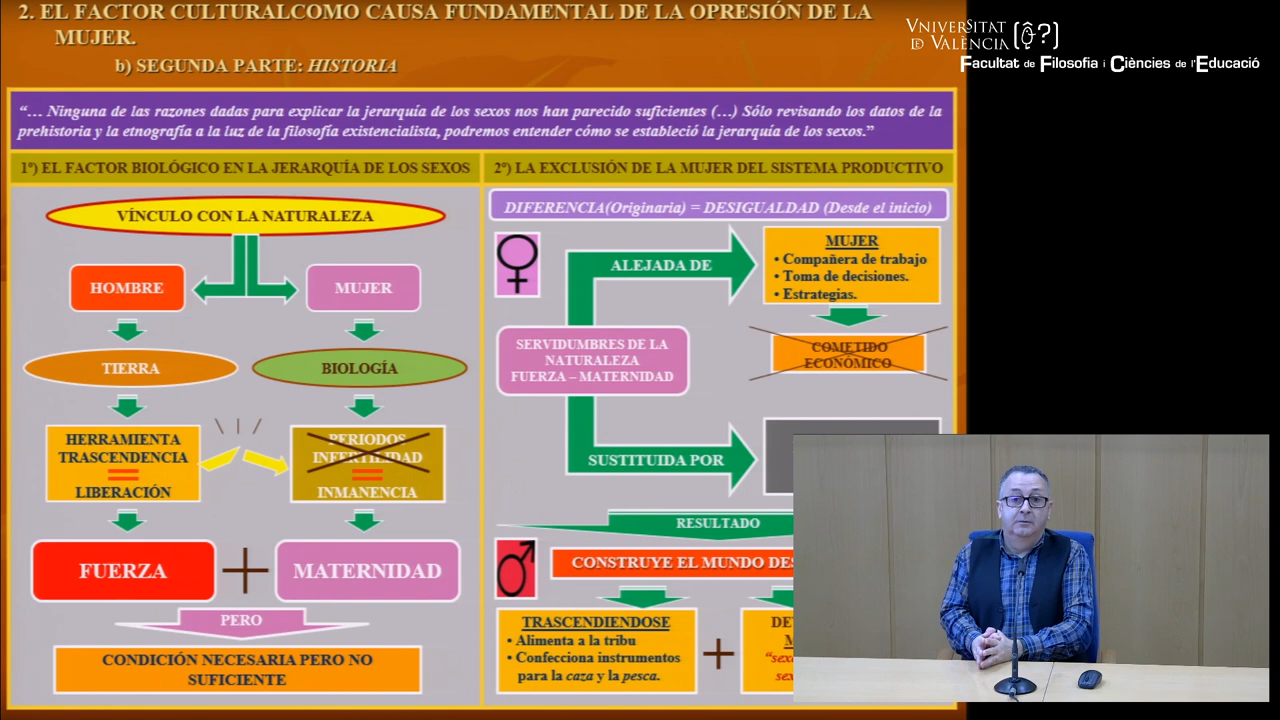 2. EL FACTOR CULTURALCOMO CAUSA FUNDAMENTAL DE LA OPRESIÓN DE LA
MUJER.
b) SEGUNDA PARTE: HISTORIA
VNIVERSITAT
DE VALÈNCIA
Facultat de Filosofia i Ciències de l'Educació
“… Ninguna de las razones dadas para explicar la jerarquía de los sexos nos han parecido suficientes (…) Sólo revisando los datos de la
prehistoria y la etnografía a la luz de la filosofía existencialista, podremos entender cómo se estableció la jerarquía de los sexos.”
1º) EL FACTOR BIOLÓGICO EN LA JERARQUÍA DE LOS SEXOS
VÍNCULO CON LA NATURALEZA
HOMBRE
MUJER
TIERRA
BIOLOGÍA
HERRAMIENTA
TRASCENDENCIA
=
LIBERACIÓN
PERIODOS
INFERTILIDAD
=
INMANENCIA
FUERZA
+
MATERNIDAD
PERO
CONDICIÓN NECESARIA PERO NO
SUFICIENTE
2º) LA EXCLUSIÓN DE LA MUJER DEL SISTEMA PRODUCTIVO
DIFERENCIA(Originaria) = DESIGUALDAD (Desde el inicio)
ALEJADA DE
MUJER
• Compañera de trabajo
• Toma de decisiones.
• Estrategias.
COMETIDO
ECONÓMICO
SERVIDUMBRES DE LA
NATURALEZA
FUERZA – MATERNIDAD
SUSTITUIDA POR
RESULTADO
CONSTRUYE EL MUNDO DES
TRASCENDIENDOSE
• Alimenta a la tribu
• Confecciona instrumentos
para la caza y la pesca.
+